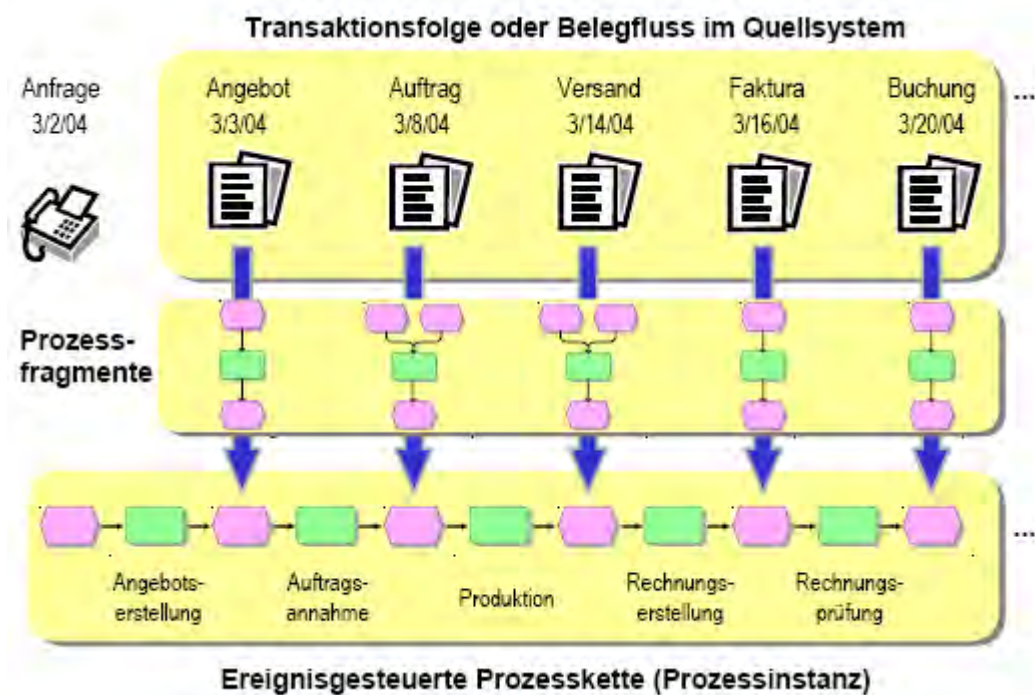 Transaktionsfolge oder Belegfluss im Quellsystem
Anfrage
3/2/04
Angebot
3/3/04
Auftrag
3/8/04
Versand
3/14/04
Faktura
3/16/04
Buchung
3/20/04
...
Prozess-
fragmente
...
Angebots-
erstellung
Auftrags-
annahme
Produktion
Rechnungs-
erstellung
Rechnungs-
prüfung
Ereignisgesteuerte Prozesskette (Prozessinstanz)